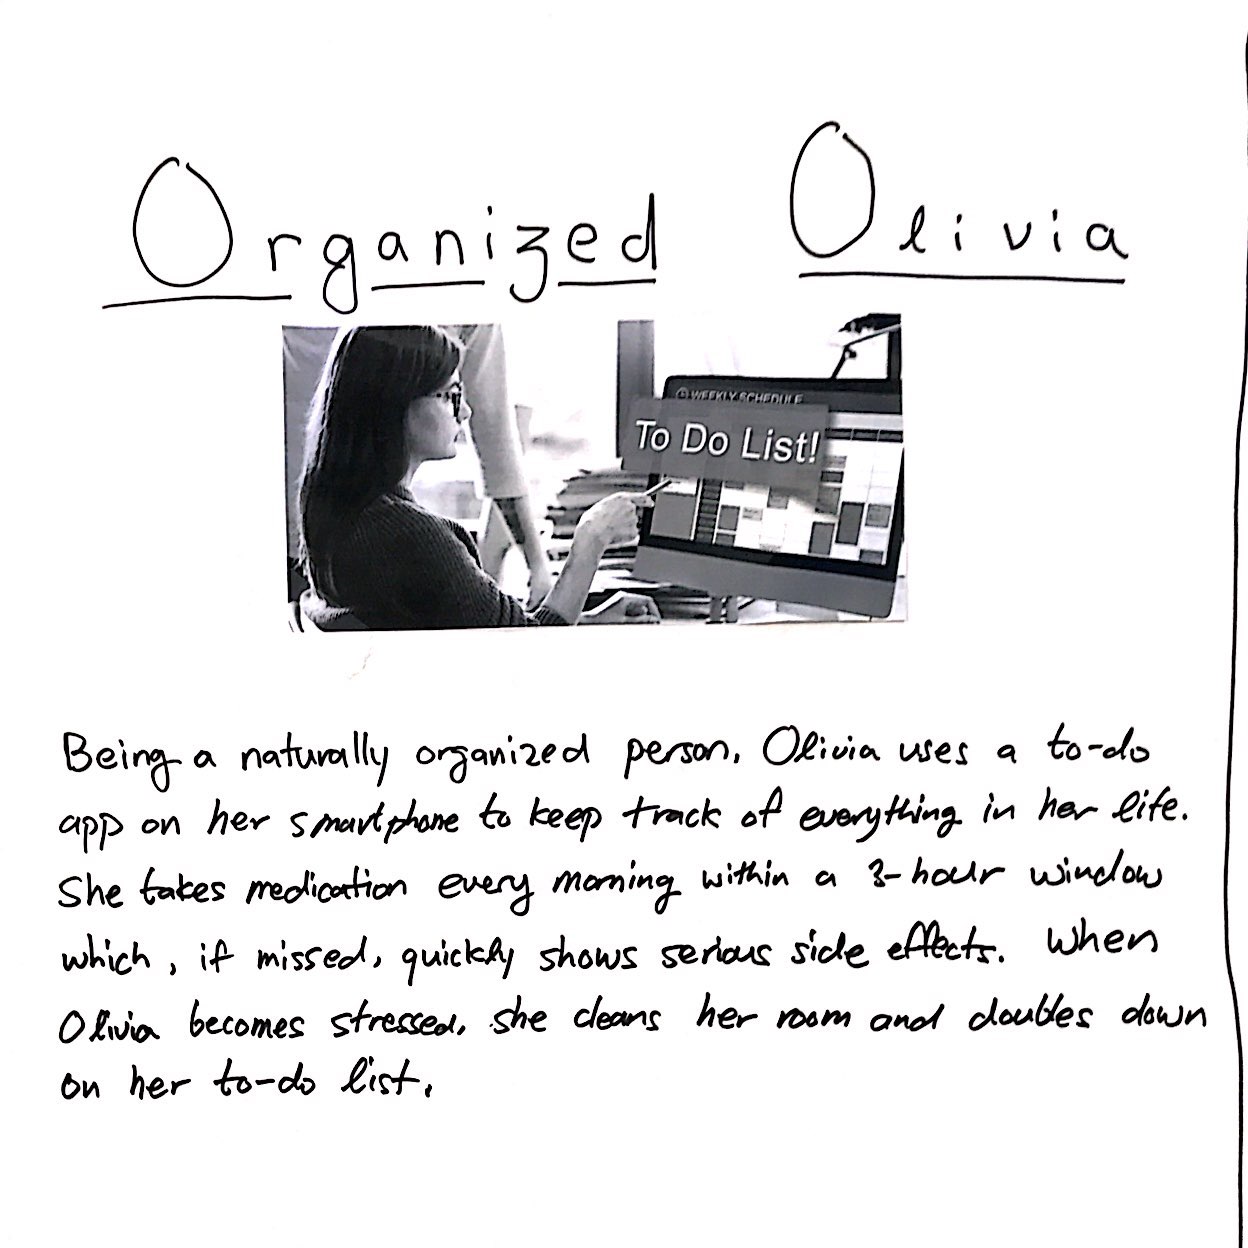 Organized Olivia
WEEKLY SCHEDULE
To Do List!
Being a naturally organized person, Olivia uses a to-do
app on her smartphone to keep track of everything in her life.
She takes medication every morning within a 3-hour window
which, if missed, quickly shows serious side effects. When
Olivia becomes stressed, she cleans her room and doubles down
on her to-do list.